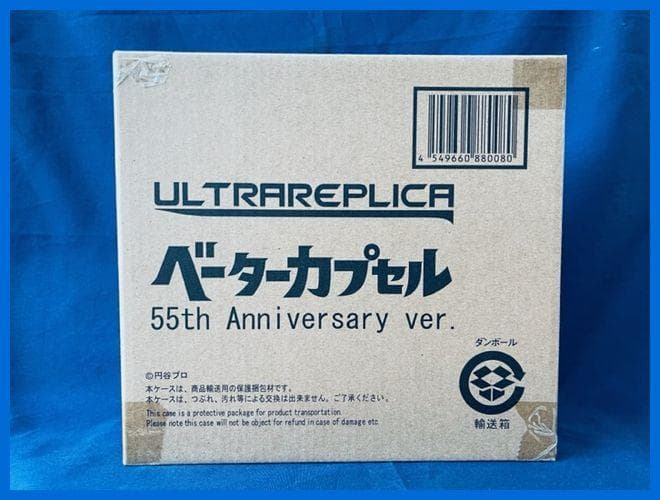 4 549660 880080
ULTRAREPLICA
ベーターカプセル
55th Anniversary ver.
ダンボール
輸送箱
©円谷プロ
本ケースは、商品輸送用の保護梱包材です。
本ケースは、つぶれ、汚れ等による交換は出来ません。ご了承ください。
This case is a protective package for product transportation.
Please note this case will not be object for refund in case of damage etc